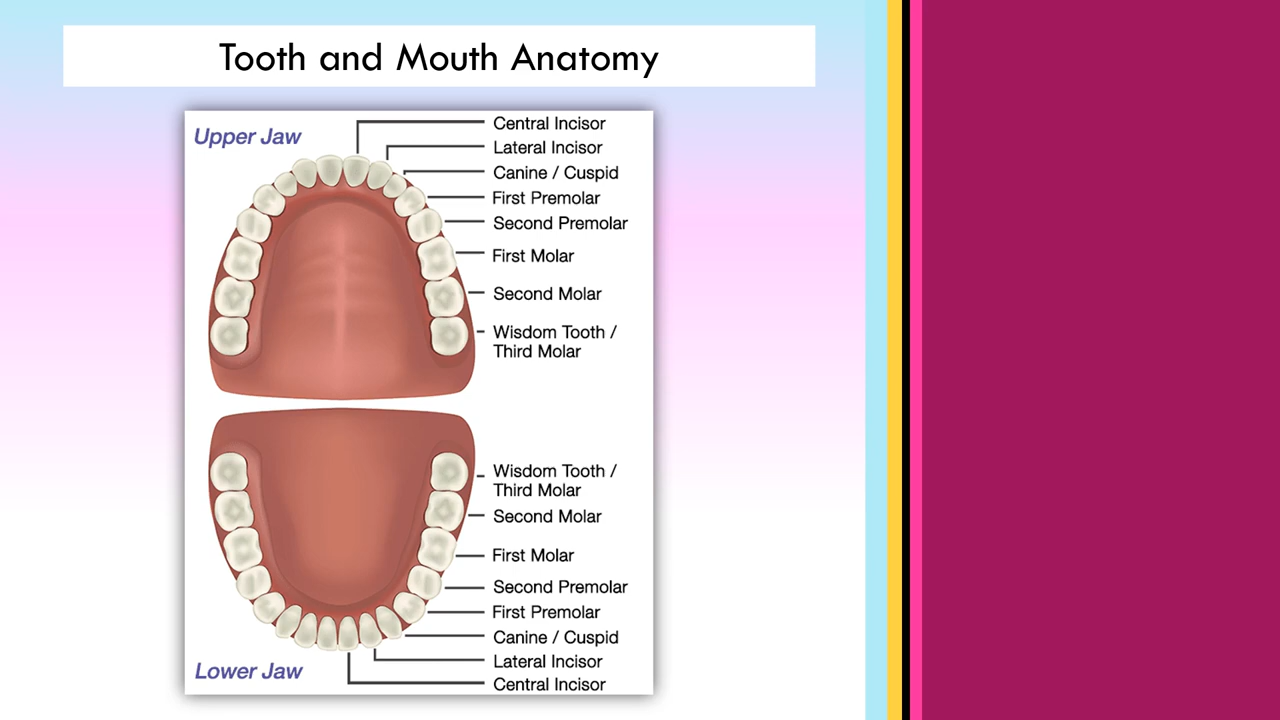 Tooth and Mouth Anatomy
Upper Jaw
Central Incisor
Lateral Incisor
Canine / Cuspid
First Premolar
Second Premolar
First Molar
Second Molar
Wisdom Tooth /
Third Molar
Wisdom Tooth /
Third Molar
Second Molar
First Molar
Second Premolar
First Premolar
Canine / Cuspid
Lateral Incisor
Central Incisor
Lower Jaw